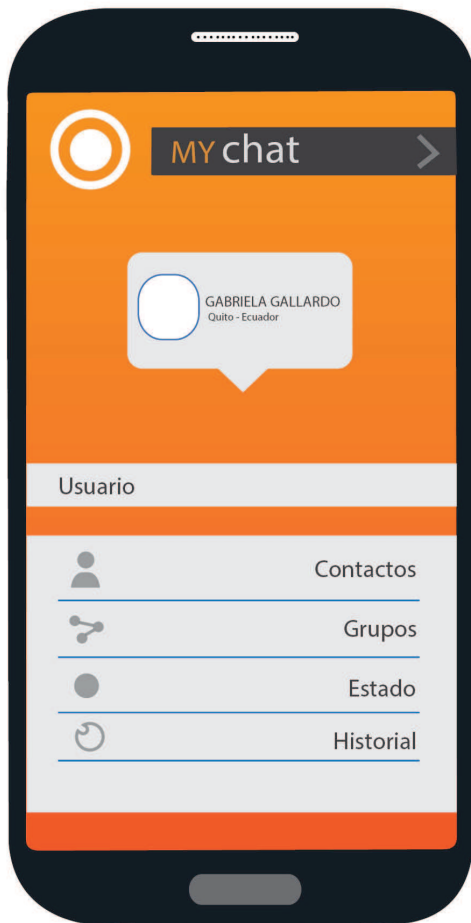 MY chat
GABRIELA GALLARDO
Quito - Ecuador
Usuario
Contactos
Grupos
Estado
Historial